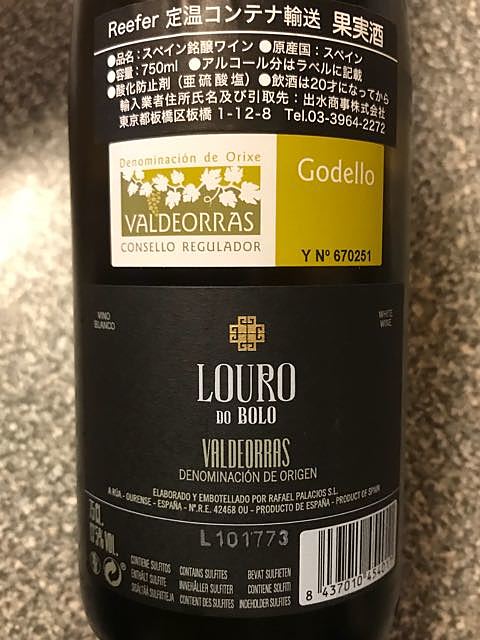 Reefer 定温コンテナ輸送 果実酒
●品名：スペイン銘醸ワイン ●原産国：スペイン
●容量：750ml ●アルコール分はラベルに記載
●酸化防止剤（亜硫酸塩） ●飲酒は20才になってから
輸入業者住所氏名及び引取先：出水商事株式会社
東京都板橋区板橋 1-12-8 Tel.03-3964-2272
Denominación de Orixe
VALDEORRAS
CONSELLO REGULADOR
Godello
Y Nº 670251
VINO
BLANCO
WHITE
WINE
LOURO
DO BOLO
VALDEORRAS
DENOMINACIÓN DE ORIGEN
ELABORADO Y EMBOTELLADO POR RAFAEL PALACIOS S.L.
A RÚA - OURENSE - ESPAÑA - Nº.R.E. 42468 OU - PRODUCTO DE ESPAÑA - PRODUCT OF SPAIN
75 CL.
L101773
CONTIENE SULFITOS CONTAINS SULFITES BEVAT SULFIETEN
ENTHÄLT SULFITE INNEHÅLLER SULFITER CONTIENE SOLFITI
SISÄLTÄÄ SULFIITTEJA CONTIENT DES SULFITES INDEHOLDER SULFITES
8 437010